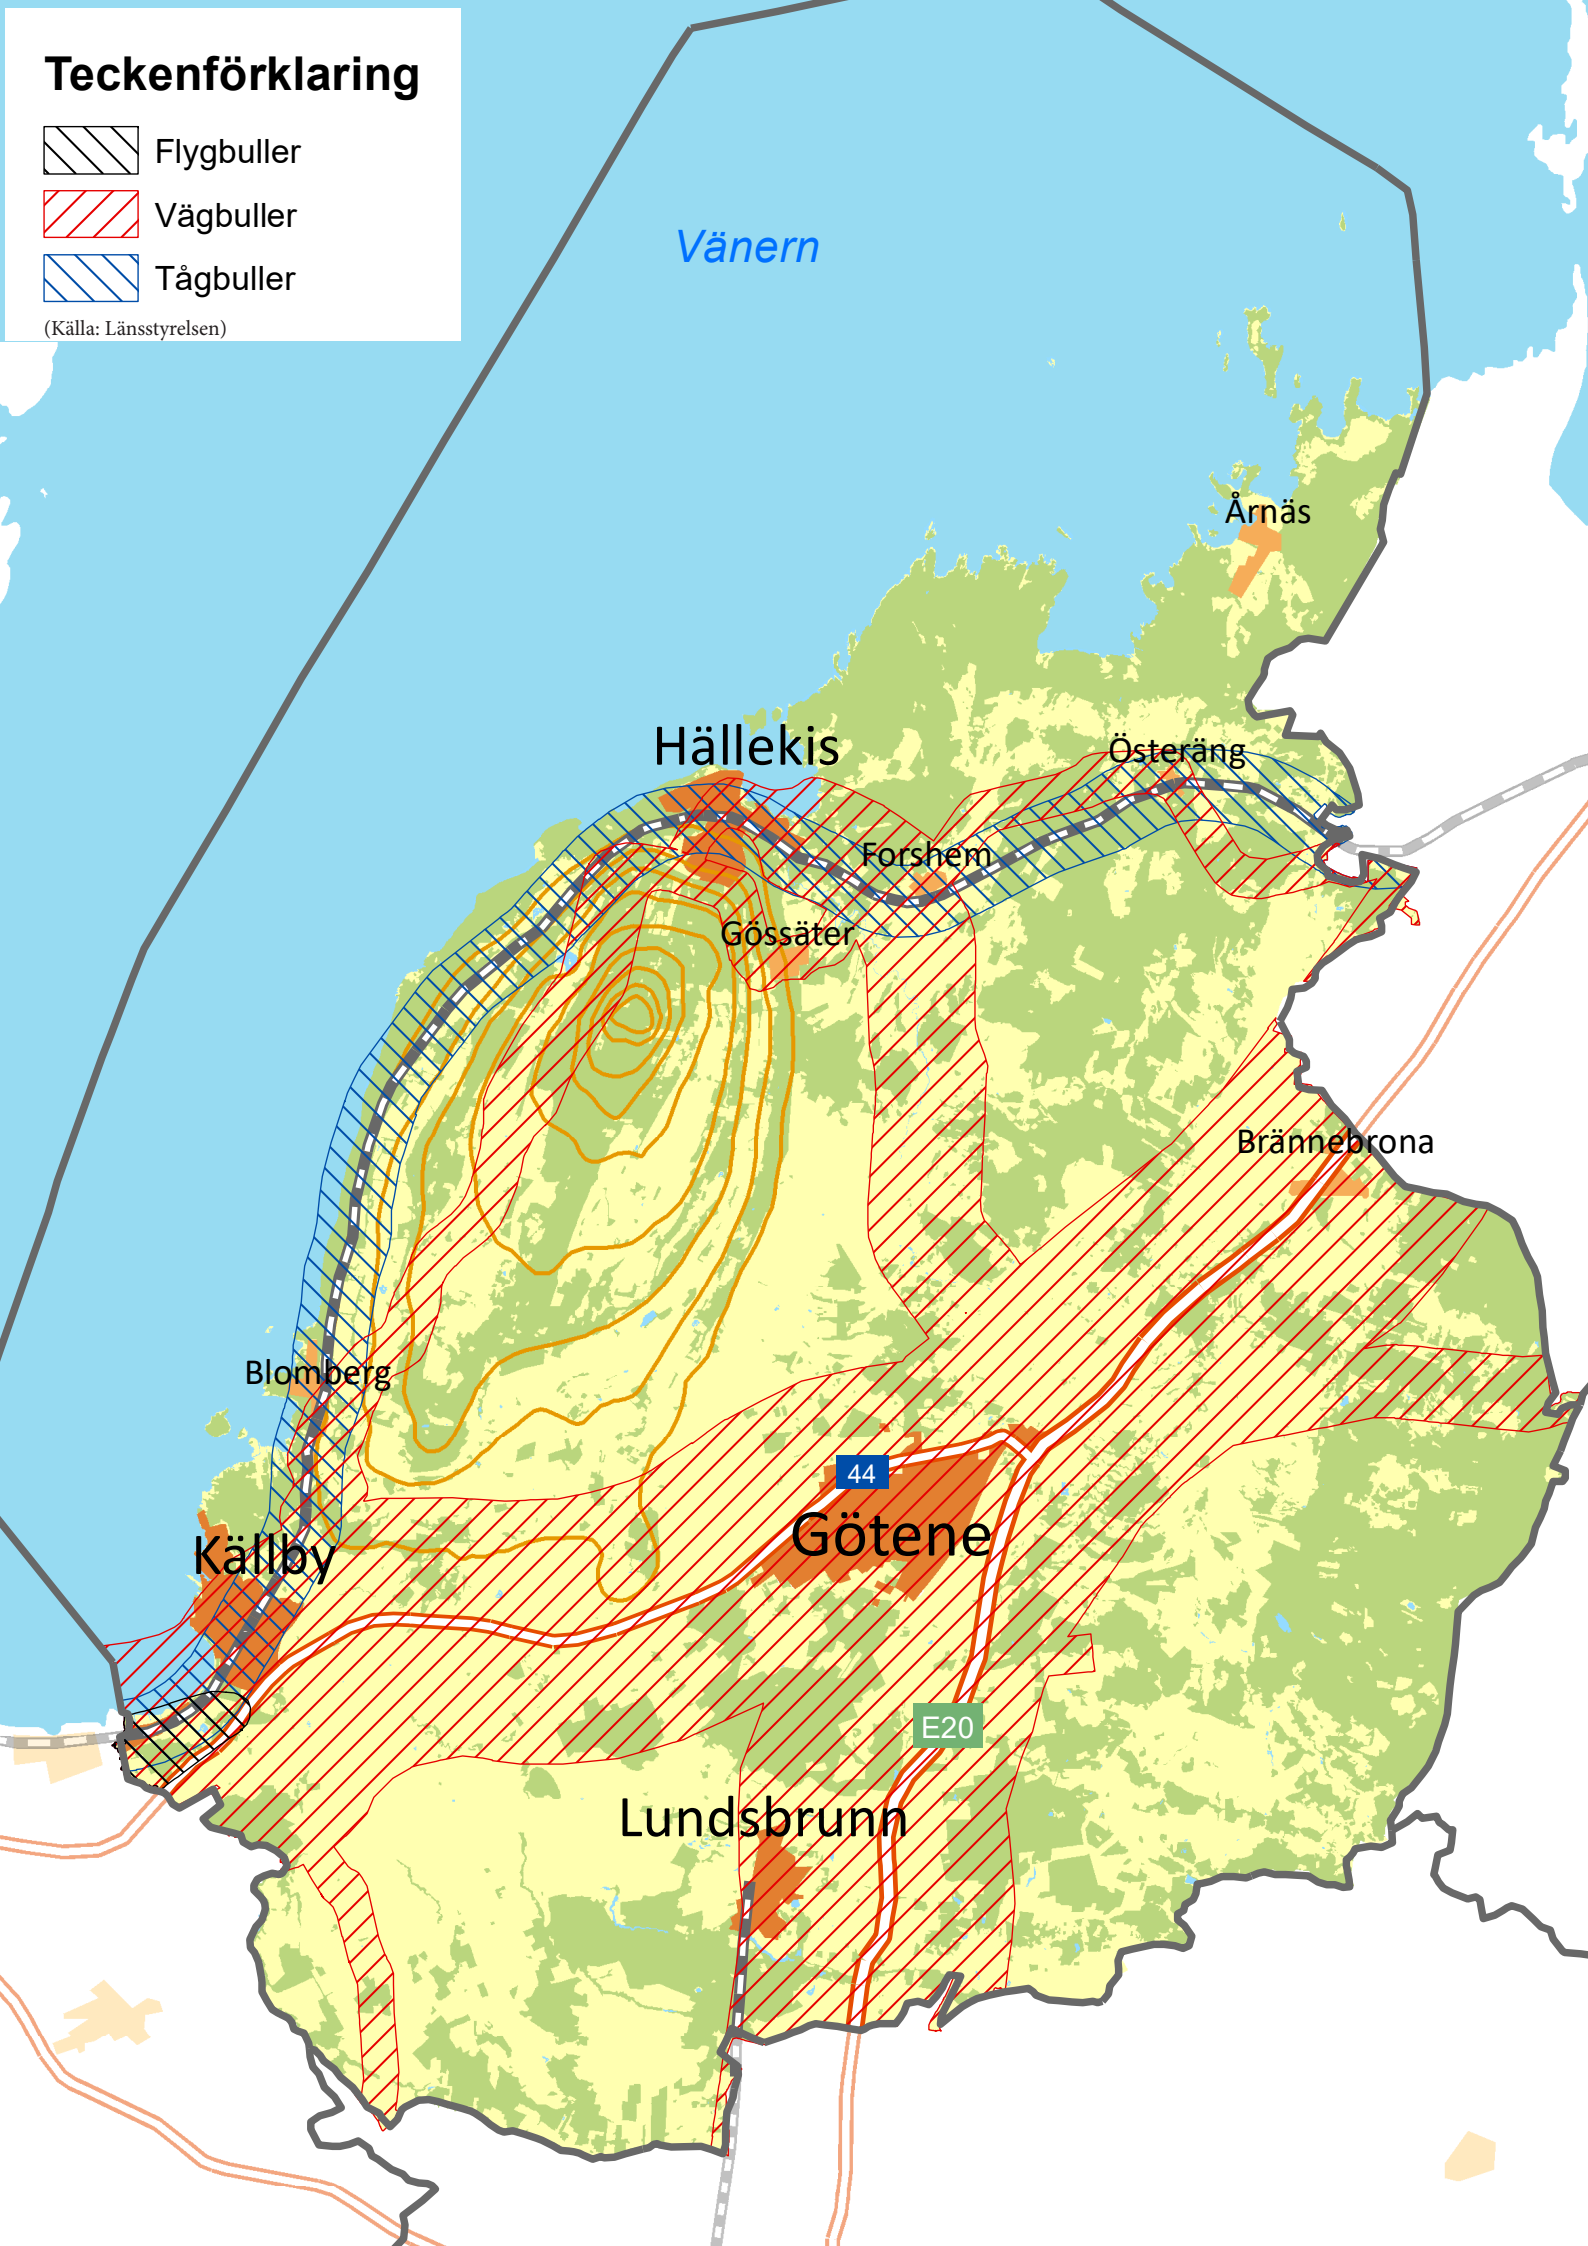 Teckenförklaring
Flygbuller
Vägbuller
Tågbuller
(Källa: Länsstyrelsen)
Vänern
Årnäs
Hällekis
Österäng
Forshem
Gössäter
Brännebrona
Blomberg
44
Götene
Källby
E20
Lundsbrunn